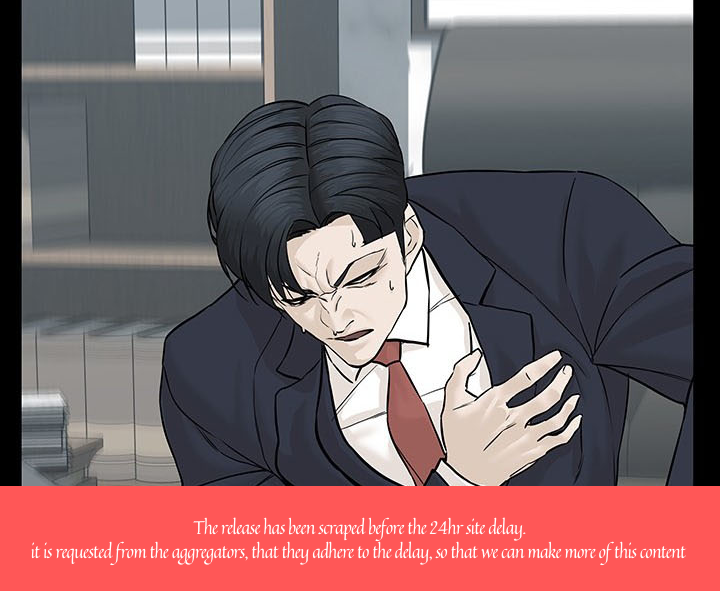 The release has been scraped before the 24hr site delay.
it is requested from the aggregators, that they adhere to the delay, so that we can make more of this content